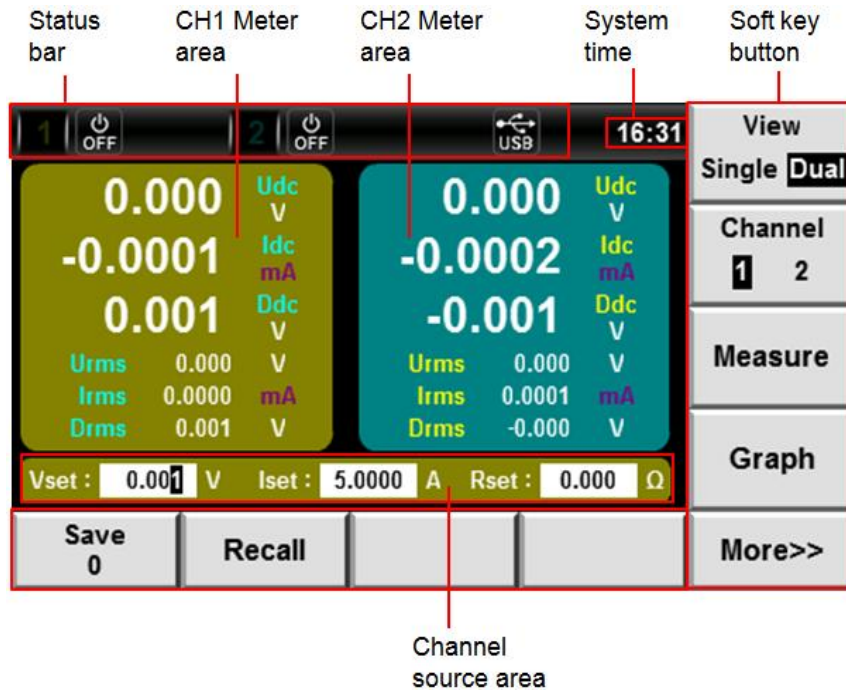 Status bar
CH1 Meter area
CH2 Meter area
System time
Soft key button
1 OFF 2 OFF USB 16:31
View
Single Dual
Channel
1 2
Measure
Graph
More>>
0.000 Udc V
-0.0001 Idc mA
0.001 Ddc V
Urms 0.000 V
Irms 0.0000 mA
Drms 0.001 V
0.000 Udc V
-0.0002 Idc mA
-0.001 Ddc V
Urms 0.000 V
Irms 0.0001 mA
Drms -0.000 V
Vset : 0.001 V Iset : 5.0000 A Rset : 0.000 Ω
Save
0
Recall
Channel
source area